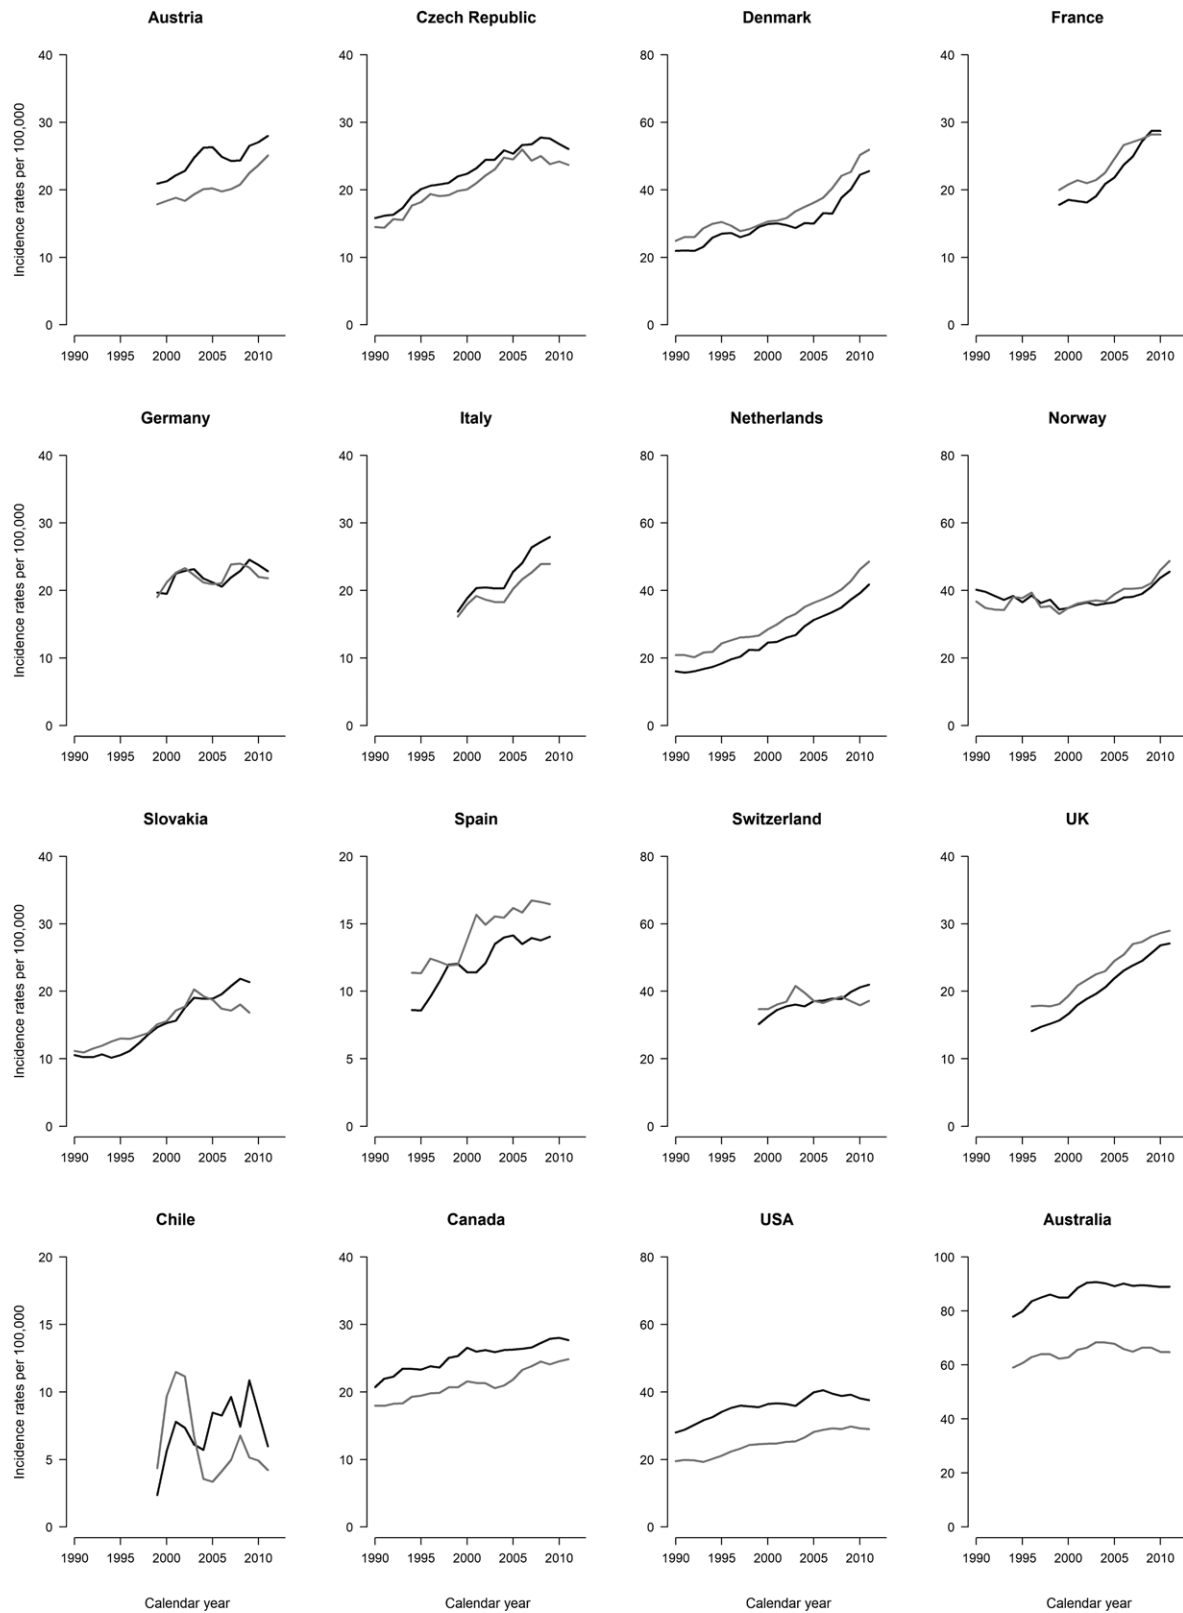 Austria
Czech Republic
Denmark
France
Incidence rates per 100,000
40
30
20
10
0
1990 1995 2000 2005 2010
40
30
20
10
0
1990 1995 2000 2005 2010
80
60
40
20
0
1990 1995 2000 2005 2010
40
30
20
10
0
1990 1995 2000 2005 2010
Germany
Italy
Netherlands
Norway
Incidence rates per 100,000
40
30
20
10
0
1990 1995 2000 2005 2010
40
30
20
10
0
1990 1995 2000 2005 2010
80
60
40
20
0
1990 1995 2000 2005 2010
80
60
40
20
0
1990 1995 2000 2005 2010
Slovakia
Spain
Switzerland
UK
Incidence rates per 100,000
40
30
20
10
0
1990 1995 2000 2005 2010
20
15
10
5
0
1990 1995 2000 2005 2010
80
60
40
20
0
1990 1995 2000 2005 2010
40
30
20
10
0
1990 1995 2000 2005 2010
Chile
Canada
USA
Australia
Incidence rates per 100,000
20
15
10
5
0
1990 1995 2000 2005 2010
40
30
20
10
0
1990 1995 2000 2005 2010
80
60
40
20
0
1990 1995 2000 2005 2010
100
80
60
40
20
0
1990 1995 2000 2005 2010
Calendar year
Calendar year
Calendar year
Calendar year